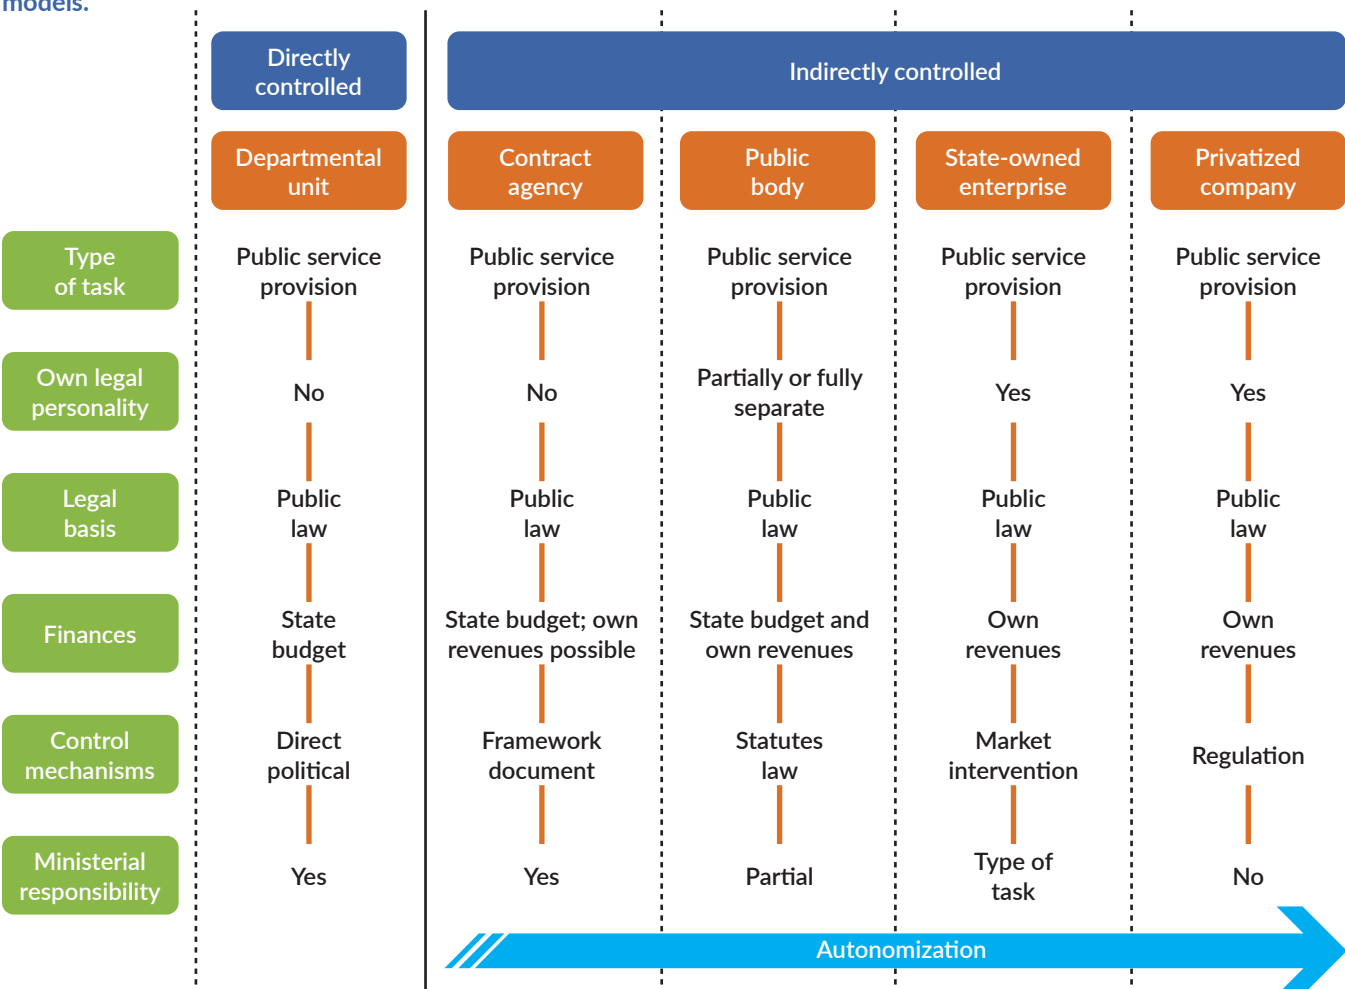 models.
Directly
controlled
Indirectly controlled
Departmental
unit
Contract
agency
Public
body
State-owned
enterprise
Privatized
company
Type
of task
Public service
provision
Public service
provision
Public service
provision
Public service
provision
Public service
provision
Own legal
personality
No
No
Partially or fully
separate
Yes
Yes
Legal
basis
Public
law
Public
law
Public
law
Public
law
Public
law
Finances
State
budget
State budget; own
revenues possible
State budget and
own revenues
Own
revenues
Own
revenues
Control
mechanisms
Direct
political
Framework
document
Statutes
law
Market
intervention
Regulation
Ministerial
responsibility
Yes
Yes
Partial
Type of
task
No
Autonomization